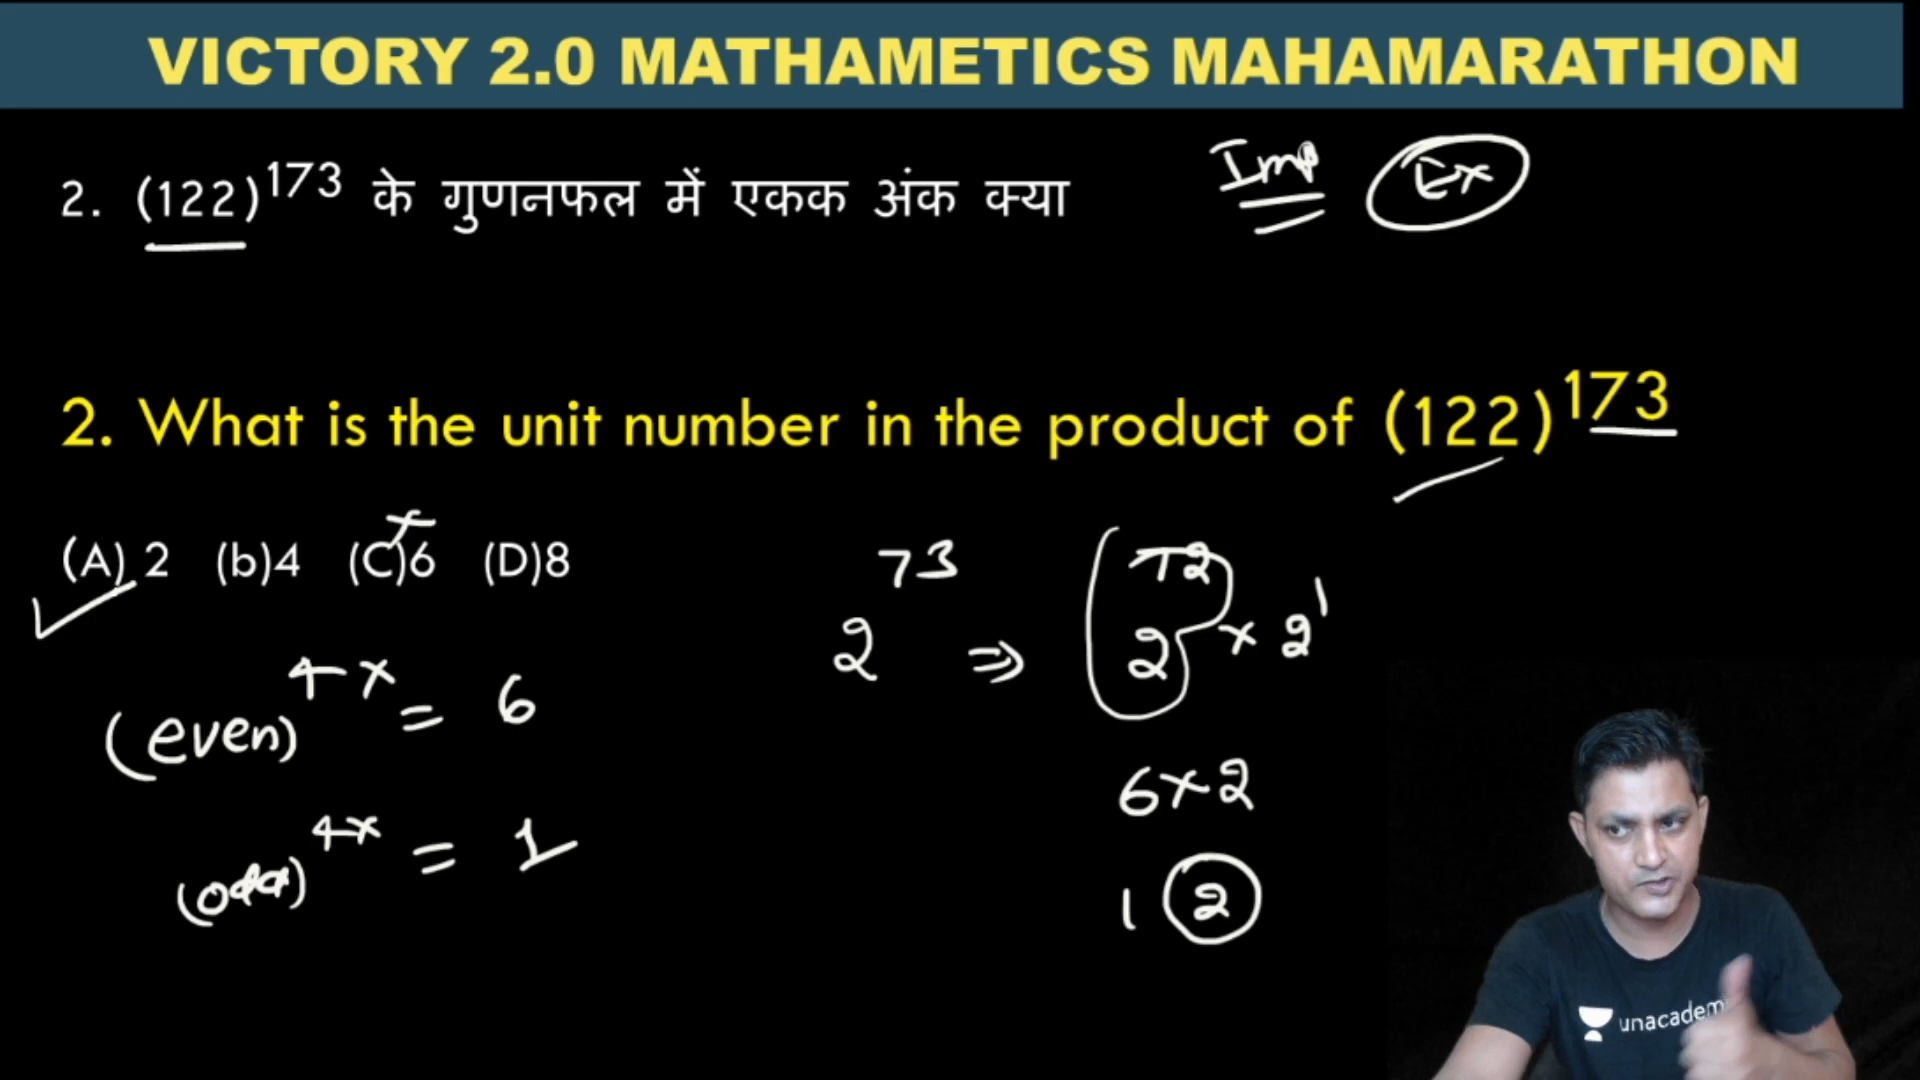 VICTORY 2.0 MATHAMETICS MAHAMARATHON
2. (122)^173 के गुणनफल में एकक अंक क्या
Imp Ex
2. What is the unit number in the product of (122)^173
(A) 2 (b)4 (C)6 (D)8
2^73 ⇒ 2^72 × 2^1
(even)^4x = 6
6×2
(odd)^4x = 1
12
unacadem